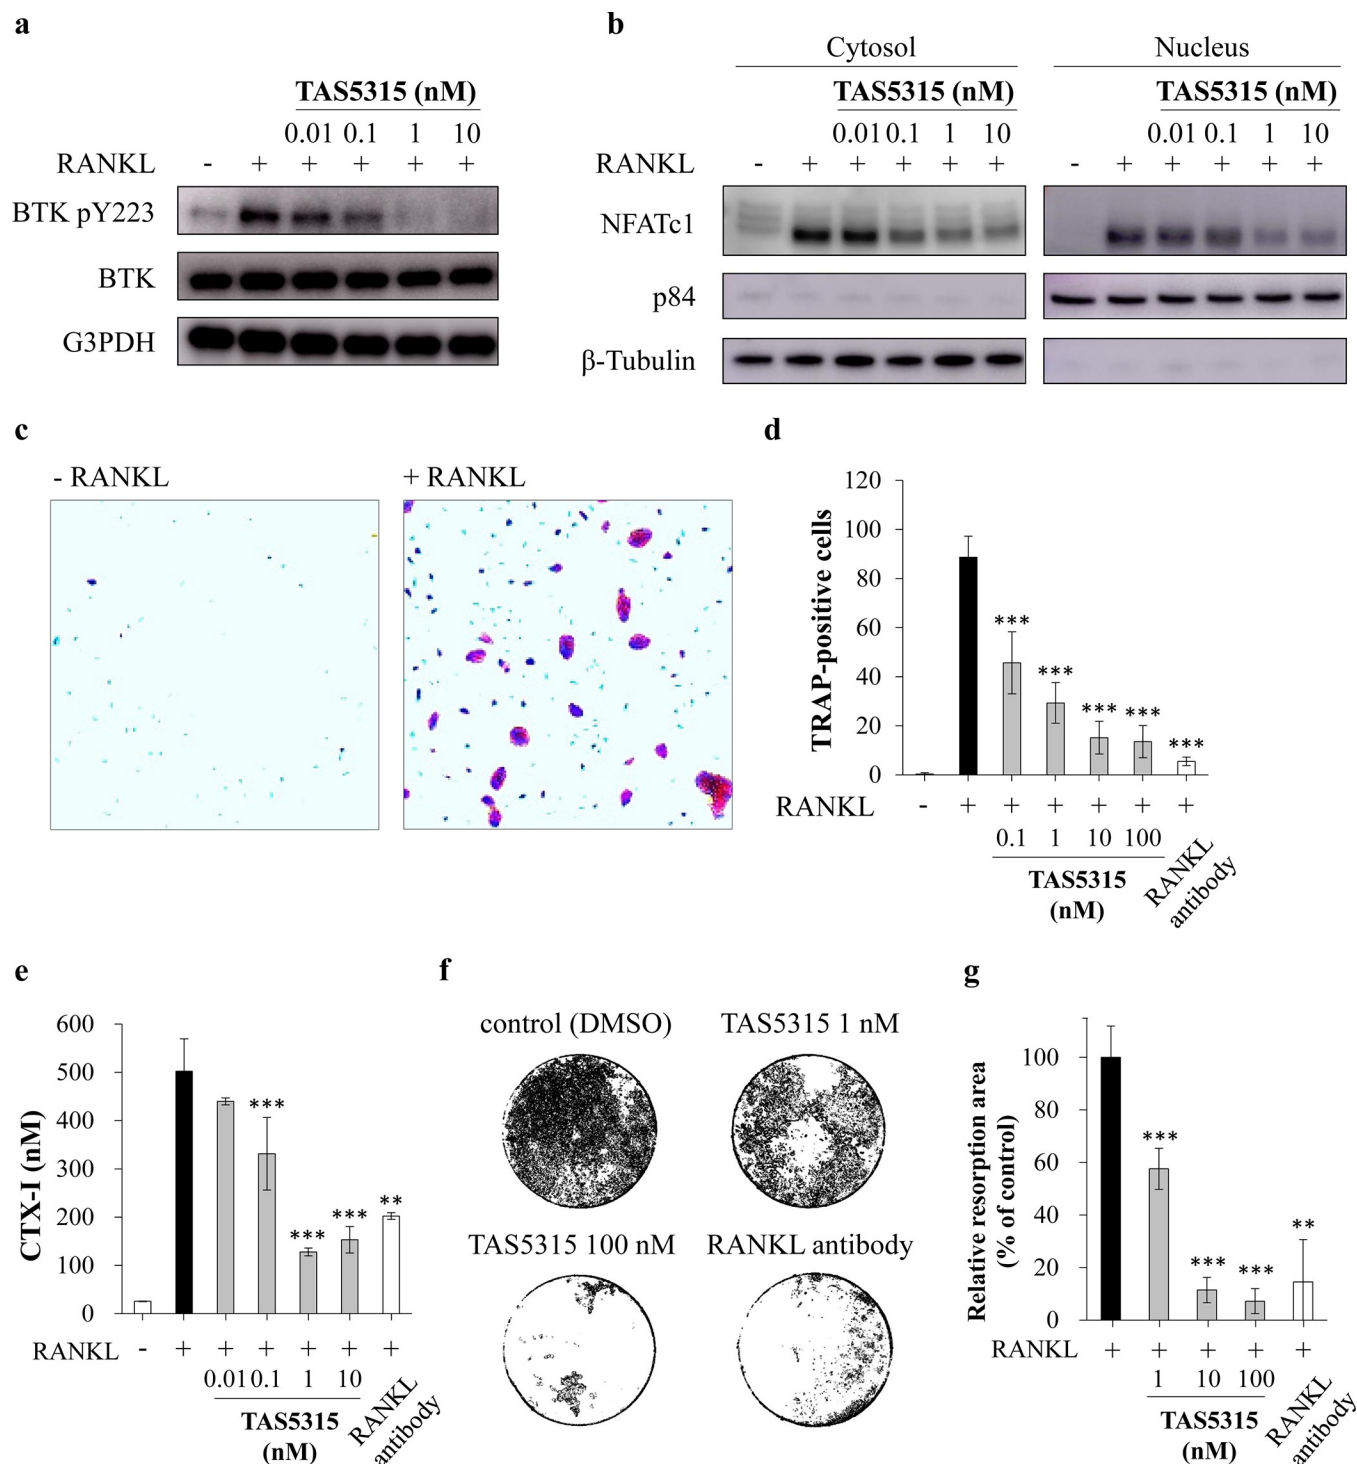 a
TAS5315 (nM)
0.01 0.1 1 10
RANKL - + + + + +
BTK pY223
BTK
G3PDH
b
Cytosol Nucleus
TAS5315 (nM) TAS5315 (nM)
0.01 0.1 1 10 0.01 0.1 1 10
RANKL - + + + + + - + + + + +
NFATc1
p84
β-Tubulin
c
- RANKL + RANKL
d
120
100
80
60
40
20
0
TRAP-positive cells
*** *** *** *** ***
RANKL - + + + + + +
0.1 1 10 100
TAS5315
(nM)
RANKL
antibody
e
600
500
400
300
200
100
0
CTX-I (nM)
*** *** *** **
RANKL - + + + + + +
0.01 0.1 1 10
TAS5315
(nM)
RANKL
antibody
f
control (DMSO) TAS5315 1 nM
TAS5315 100 nM RANKL antibody
g
100
80
60
40
20
0
Relative resorption area
(% of control)
*** *** *** **
RANKL + + + + +
1 10 100
TAS5315
(nM)
RANKL
antibody